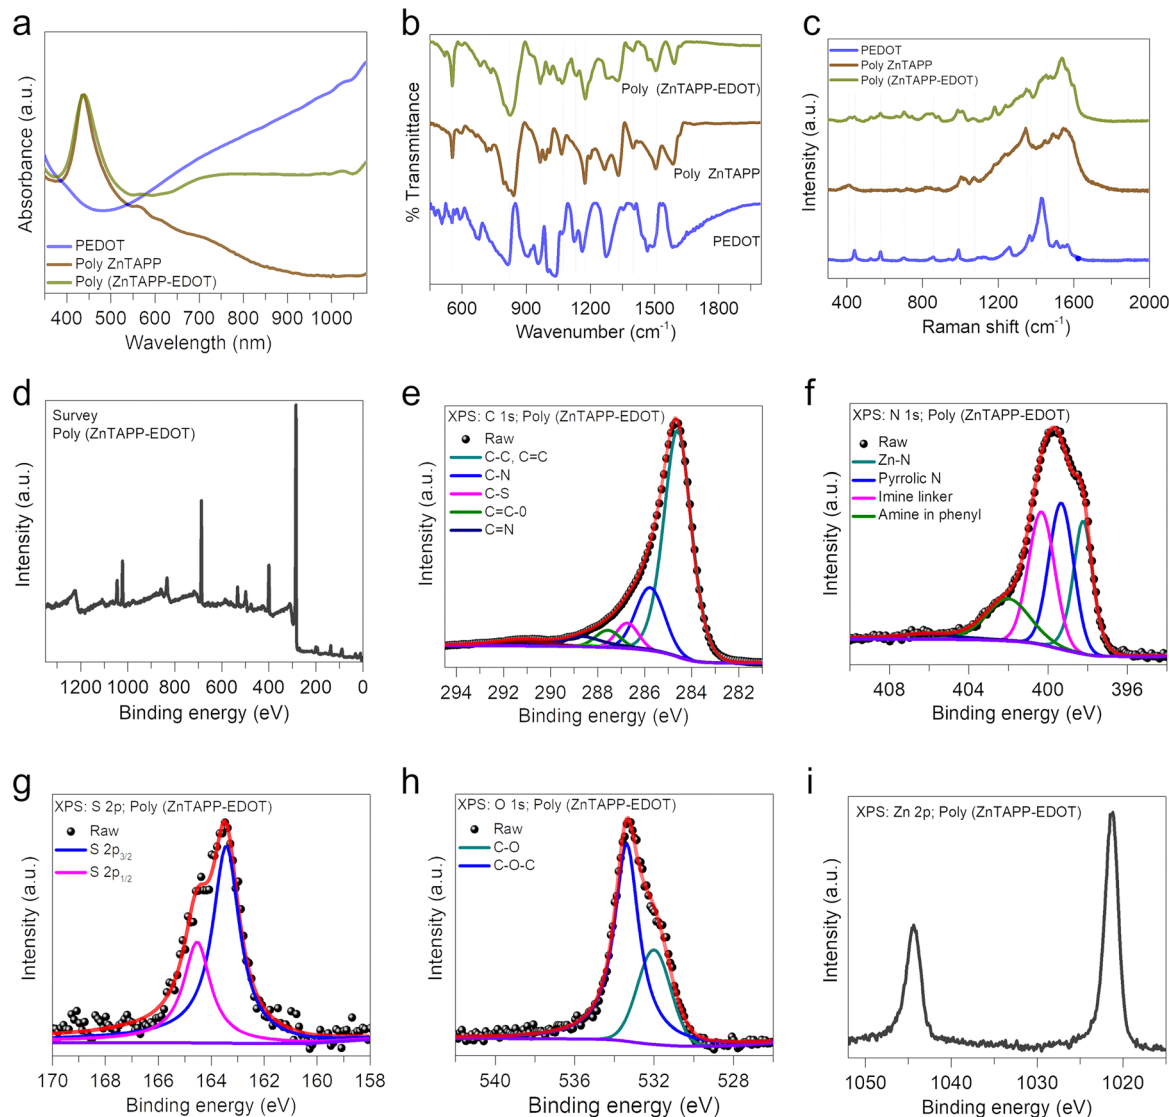 a
Absorbance (a.u.)
PEDOT
Poly ZnTAPP
Poly (ZnTAPP-EDOT)
400 500 600 700 800 900 1000
Wavelength (nm)
b
% Transmittance
Poly (ZnTAPP-EDOT)
Poly ZnTAPP
PEDOT
600 900 1200 1500 1800
Wavenumber (cm-1)
c
Intensity (a.u.)
PEDOT
Poly ZnTAPP
Poly (ZnTAPP-EDOT)
400 800 1200 1600 2000
Raman shift (cm-1)
d
Intensity (a.u.)
Survey
Poly (ZnTAPP-EDOT)
1200 1000 800 600 400 200 0
Binding energy (eV)
e
Intensity (a.u.)
XPS: C 1s; Poly (ZnTAPP-EDOT)
Raw
C-C, C=C
C-N
C-S
C=C-0
C=N
294 292 290 288 286 284 282
Binding energy (eV)
f
Intensity (a.u.)
XPS: N 1s; Poly (ZnTAPP-EDOT)
Raw
Zn-N
Pyrrolic N
Imine linker
Amine in phenyl
408 404 400 396
Binding energy (eV)
g
Intensity (a.u.)
XPS: S 2p; Poly (ZnTAPP-EDOT)
Raw
S 2p3/2
S 2p1/2
170 168 166 164 162 160 158
Binding energy (eV)
h
Intensity (a.u.)
XPS: O 1s; Poly (ZnTAPP-EDOT)
Raw
C-O
C-O-C
540 536 532 528
Binding energy (eV)
i
Intensity (a.u.)
XPS: Zn 2p; Poly (ZnTAPP-EDOT)
1050 1040 1030 1020
Binding energy (eV)